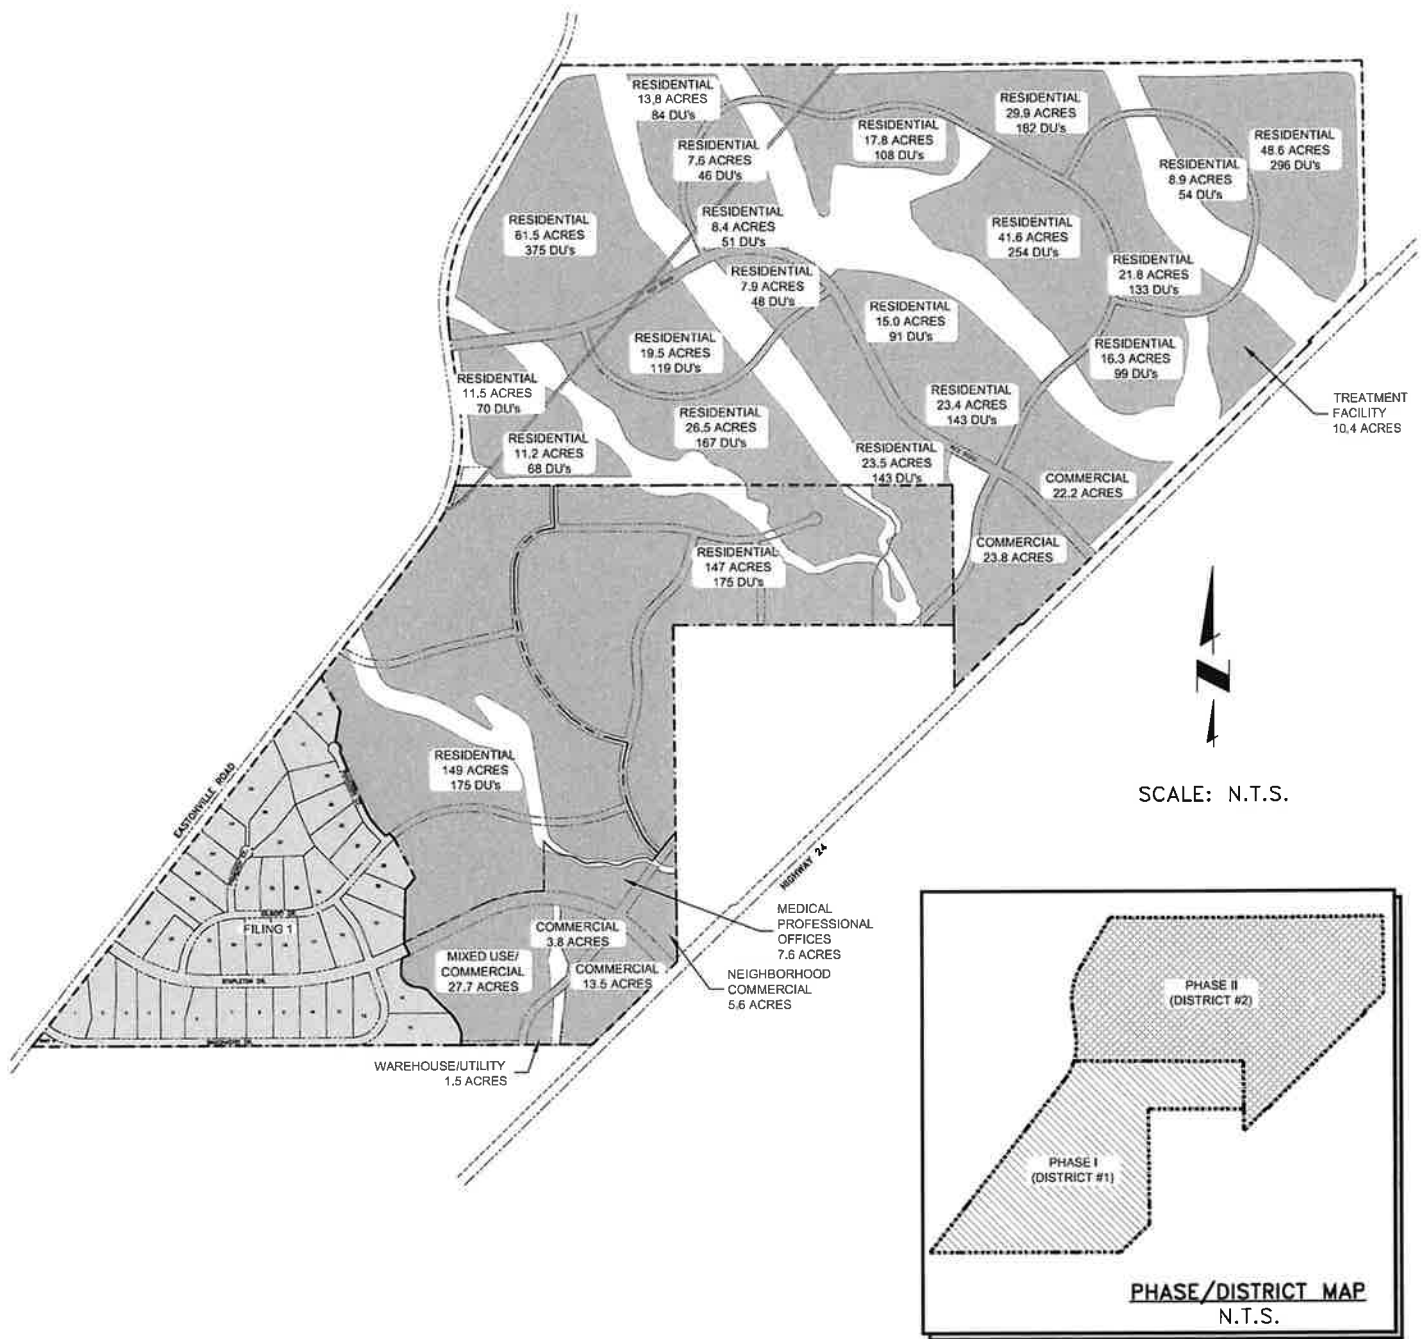 RESIDENTIAL
13.8 ACRES
84 DU's
RESIDENTIAL
7.6 ACRES
46 DU's
RESIDENTIAL
17.8 ACRES
108 DU's
RESIDENTIAL
29.9 ACRES
182 DU's
RESIDENTIAL
48.6 ACRES
296 DU's
RESIDENTIAL
8.9 ACRES
54 DU's
RESIDENTIAL
61.5 ACRES
375 DU's
RESIDENTIAL
8.4 ACRES
51 DU's
RESIDENTIAL
41.6 ACRES
254 DU's
RESIDENTIAL
21.8 ACRES
133 DU's
RESIDENTIAL
7.9 ACRES
48 DU's
RESIDENTIAL
15.0 ACRES
91 DU's
RESIDENTIAL
19.5 ACRES
119 DU's
RESIDENTIAL
16.3 ACRES
99 DU's
RESIDENTIAL
11.5 ACRES
70 DU's
RESIDENTIAL
23.4 ACRES
143 DU's
TREATMENT
FACILITY
10.4 ACRES
RESIDENTIAL
26.5 ACRES
167 DU's
RESIDENTIAL
11.2 ACRES
68 DU's
RESIDENTIAL
23.5 ACRES
143 DU's
COMMERCIAL
22.2 ACRES
COMMERCIAL
23.8 ACRES
RESIDENTIAL
147 ACRES
175 DU's
RESIDENTIAL
149 ACRES
175 DU's
EASTONVILLE ROAD
SCALE: N.T.S.
HIGHWAY 24
FILING 1
STAPLETON DR.
MEDICAL
PROFESSIONAL
OFFICES
7.6 ACRES
COMMERCIAL
3.8 ACRES
MIXED USE/
COMMERCIAL
27.7 ACRES
COMMERCIAL
13.5 ACRES
NEIGHBORHOOD
COMMERCIAL
5.6 ACRES
WAREHOUSE/UTILITY
1.5 ACRES
PHASE II
(DISTRICT #2)
PHASE I
(DISTRICT #1)
PHASE/DISTRICT MAP
N.T.S.